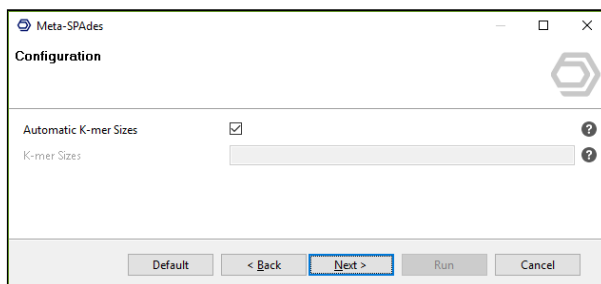 Meta-SPAdes
Configuration
Automatic K-mer Sizes
K-mer Sizes
Default < Back Next > Run Cancel